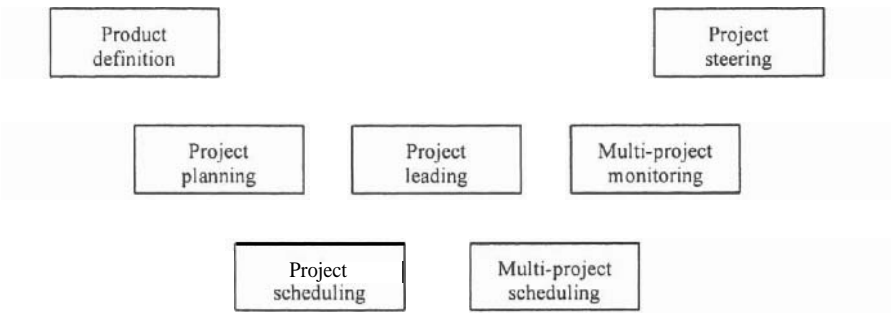 Product
definition
Project
steering
Project
planning
Project
leading
Multi-project
monitoring
Project
scheduling
Multi-project
scheduling